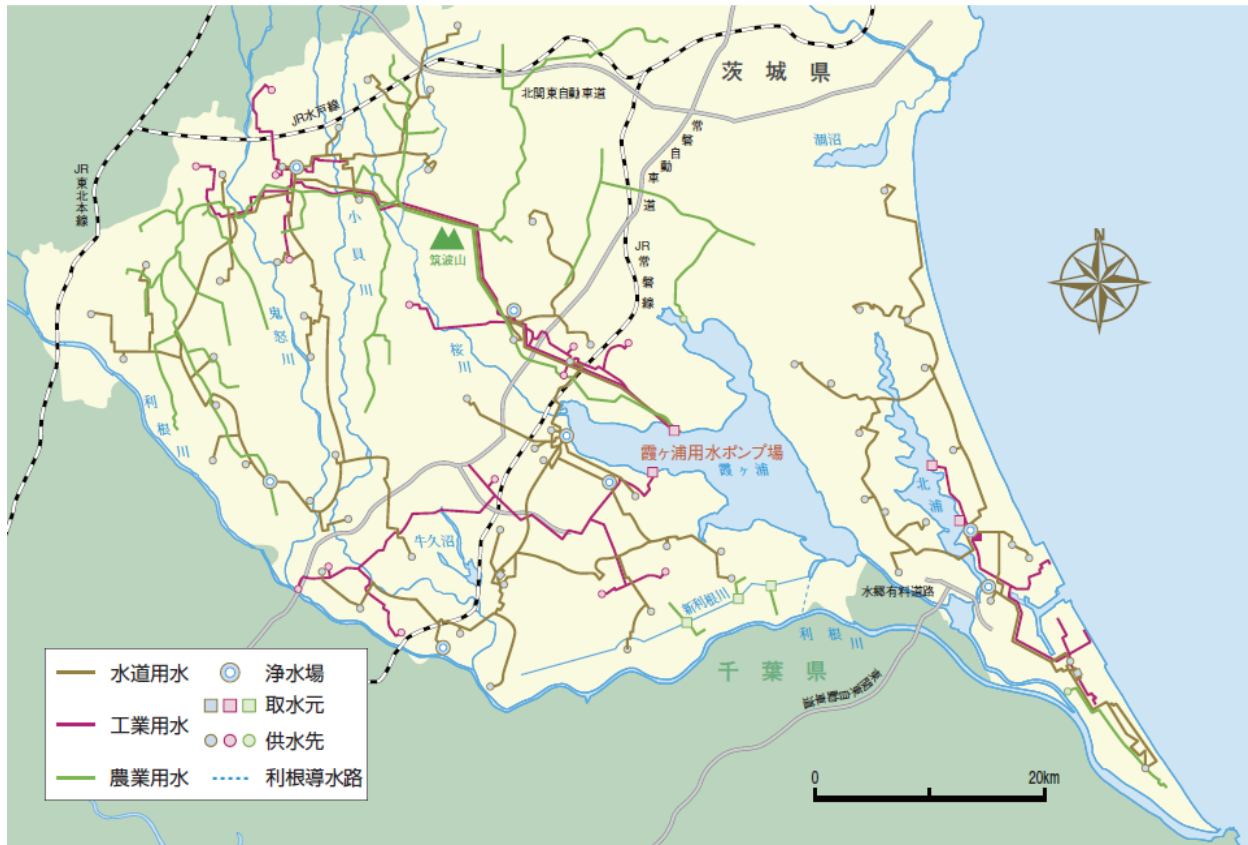 茨城県
北関東自動車道
JR水戸線
涸沼
常磐自動車道
JR東北本線
小貝川
筑波山
JR常磐線
N
鬼怒川
桜川
利根川
霞ヶ浦用水ポンプ場
霞ヶ浦
北浦
牛久沼
水郷有料道路
新利根川
利根川
千葉県
東関東自動車道
水道用水
浄水場
工業用水
取水元
供水先
農業用水
利根導水路
0
20km